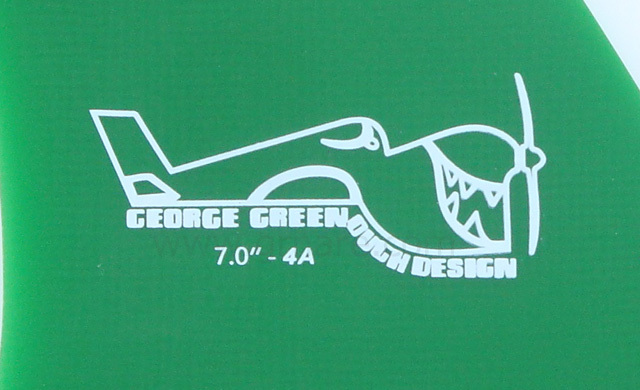 GEORGE GREENOUGH DESIGN
7.0" - 4A